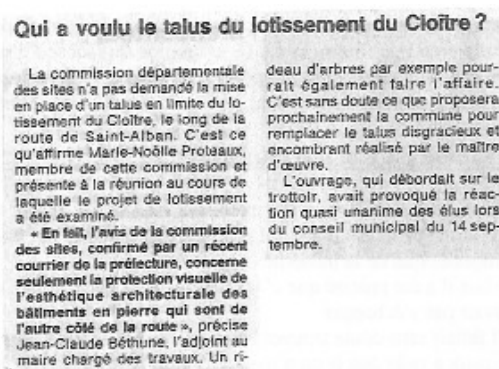 Qui a voulu le talus du lotissement du Cloître ?
La commission départementale
des sites n'a pas demandé la mise
en place d'un talus en limite du lo-
tissement du Cloître, le long de la
route de Saint-Alban. C'est ce
qu'affirme Marie-Noëlle Proteaux,
membre de cette commission et
présente à la réunion au cours de
laquelle le projet de lotissement
a été examiné.
« En fait, l'avis de la commission
des sites, confirmé par un récent
courrier de la préfecture, concerne
seulement la protection visuelle de
l'esthétique architecturale des
bâtiments en pierre qui sont de
l'autre côté de la route », précise
Jean-Claude Béthune, l'adjoint au
maire chargé des travaux. Un ri-
deau d'arbres par exemple pour-
rait également faire l'affaire.
C'est sans doute ce que proposera
prochainement la commune pour
remplacer le talus disgracieux et
encombrant réalisé par le maître
d'œuvre.
L'ouvrage, qui débordait sur le
trottoir, avait provoqué la réac-
tion quasi unanime des élus lors
du conseil municipal du 14 sep-
tembre.